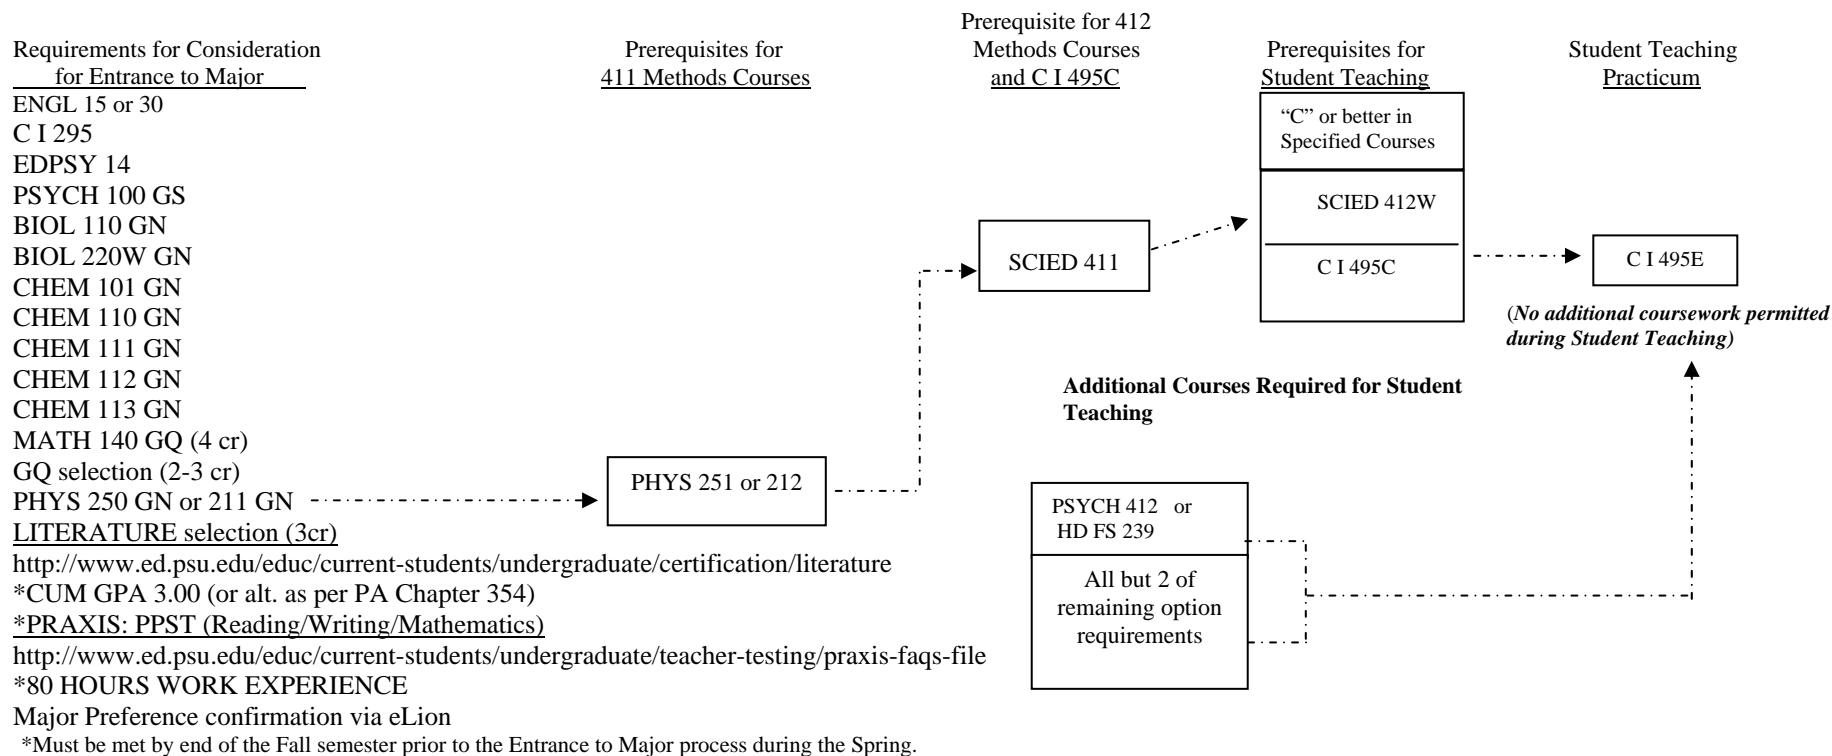 Requirements for Consideration
for Entrance to Major
ENGL 15 or 30
C I 295
EDPSY 14
PSYCH 100 GS
BIOL 110 GN
BIOL 220W GN
CHEM 101 GN
CHEM 110 GN
CHEM 111 GN
CHEM 112 GN
CHEM 113 GN
MATH 140 GQ (4 cr)
GQ selection (2-3 cr)
PHYS 250 GN or 211 GN
LITERATURE selection (3cr)
http://www.ed.psu.edu/educ/current-students/undergraduate/certification/literature
*CUM GPA 3.00 (or alt. as per PA Chapter 354)
*PRAXIS: PPST (Reading/Writing/Mathematics)
http://www.ed.psu.edu/educ/current-students/undergraduate/teacher-testing/praxis-faqs-file
*80 HOURS WORK EXPERIENCE
Major Preference confirmation via eLion
*Must be met by end of the Fall semester prior to the Entrance to Major process during the Spring.
Prerequisites for
411 Methods Courses
PHYS 251 or 212
Prerequisite for 412
Methods Courses
and C I 495C
SCIED 411
Prerequisites for
Student Teaching
“C” or better in
Specified Courses
SCIED 412W
C I 495C
Student Teaching
Practicum
C I 495E
(No additional coursework permitted
during Student Teaching)
Additional Courses Required for Student
Teaching
PSYCH 412 or
HD FS 239
All but 2 of
remaining option
requirements